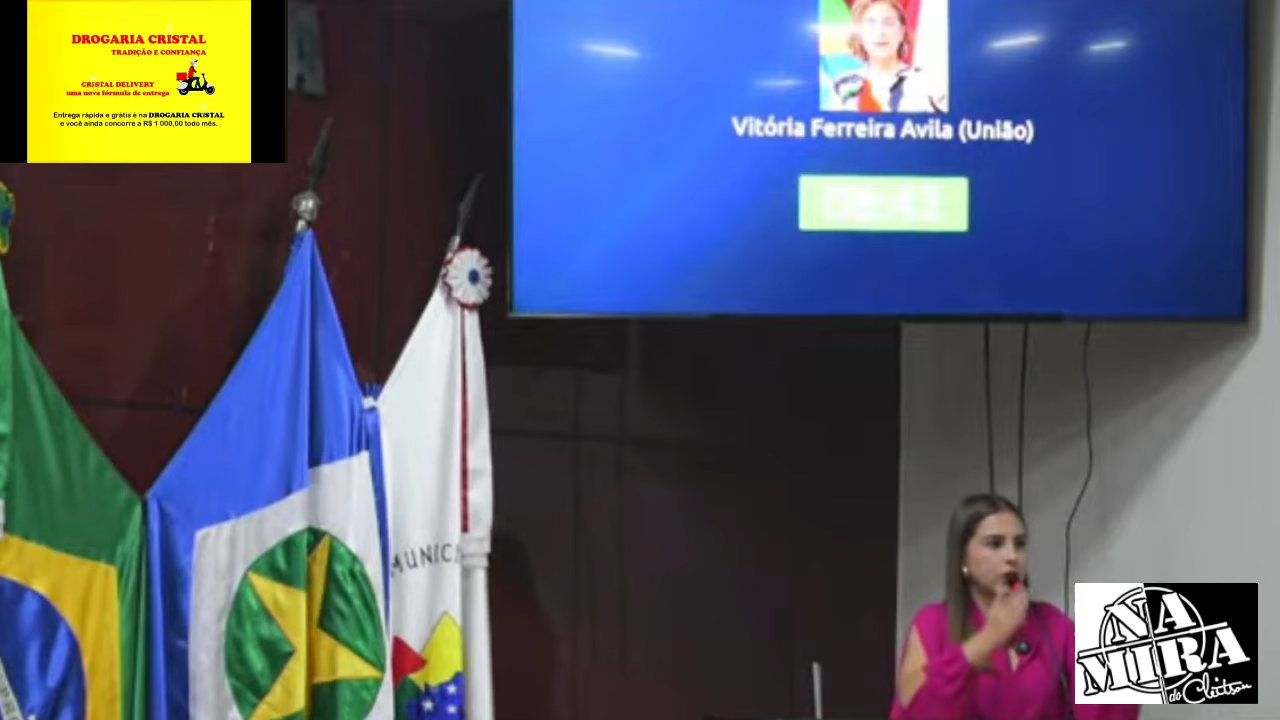 DROGARIA CRISTAL
TRADIÇÃO E CONFIANÇA
CRISTAL DELIVERY
uma nova fórmula de entrega
Entrega rápida e grátis é na DROGARIA CRISTAL
e você ainda concorre a R$ 1 000,00 todo mês.
Vitória Ferreira Avila (União)
MUNIC
NA
MIRA
do Cleitson